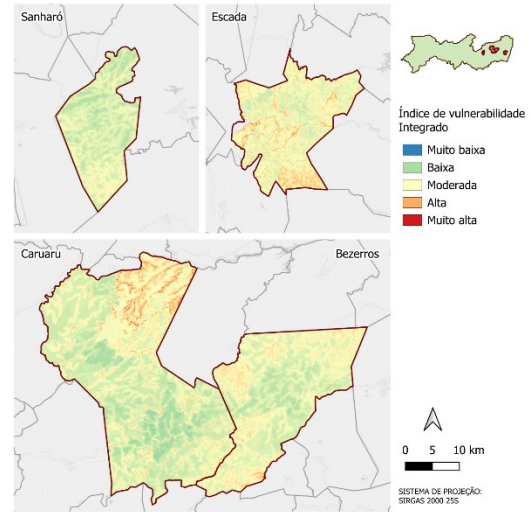 Sanharó
Escada
Índice de vulnerabilidade
Integrado
Muito baixa
Baixa
Moderada
Alta
Muito alta
Caruaru
Bezerros
0 5 10 km
SISTEMA DE PROJEÇÃO:
SIRGAS 2000 25S